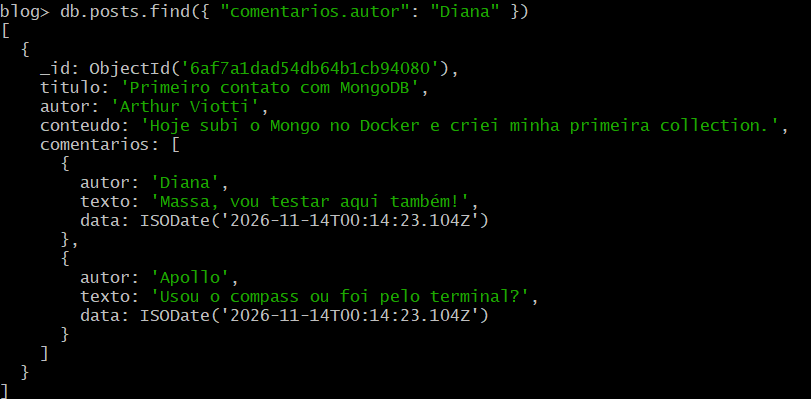 blog> db.posts.find({ "comentarios.autor": "Diana" })
[
  {
    _id: ObjectId('6af7a1dad54db64b1cb94080'),
    titulo: 'Primeiro contato com MongoDB',
    autor: 'Arthur Viotti',
    conteudo: 'Hoje subi o Mongo no Docker e criei minha primeira collection.',
    comentarios: [
      {
        autor: 'Diana',
        texto: 'Massa, vou testar aqui também!',
        data: ISODate('2026-11-14T00:14:23.104Z')
      },
      {
        autor: 'Apollo',
        texto: 'Usou o compass ou foi pelo terminal?',
        data: ISODate('2026-11-14T00:14:23.104Z')
      }
    ]
  }
]